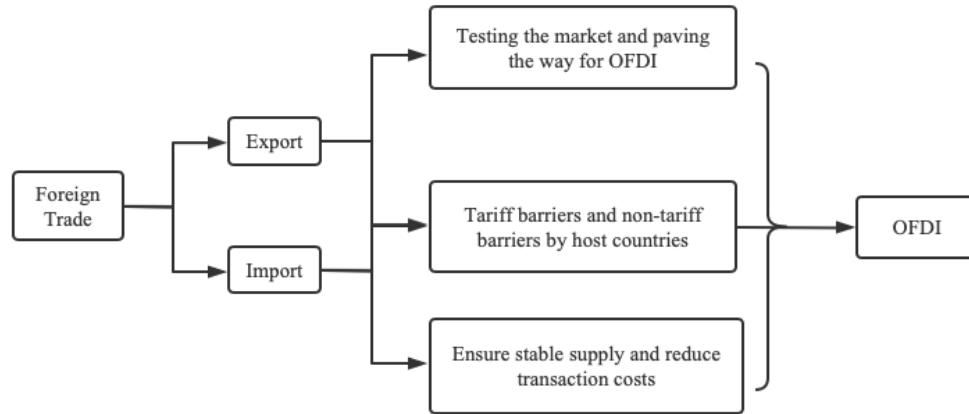 Testing the market and paving
the way for OFDI
Export
Foreign
Trade
Tariff barriers and non-tariff
barriers by host countries
OFDI
Import
Ensure stable supply and reduce
transaction costs